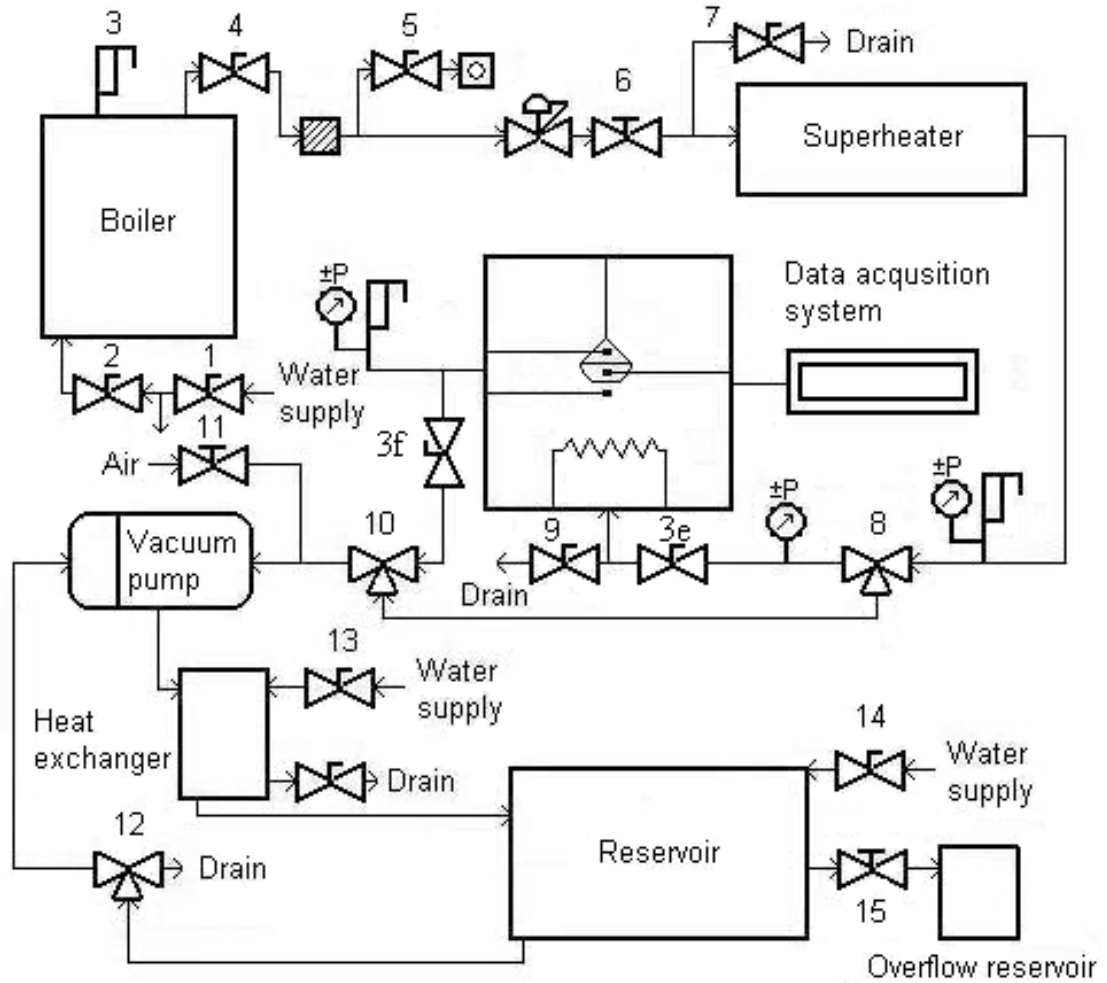 3
4
5
7
Drain
6
Superheater
Boiler
±P
Data acqusition
system
2
1
Water
supply
11
Air
3f
±P
±P
10
9
3e
8
Vacuum
pump
Drain
13
Water
supply
Heat
exchanger
14
Water
supply
Drain
12
Drain
Reservoir
15
Overflow reservoir